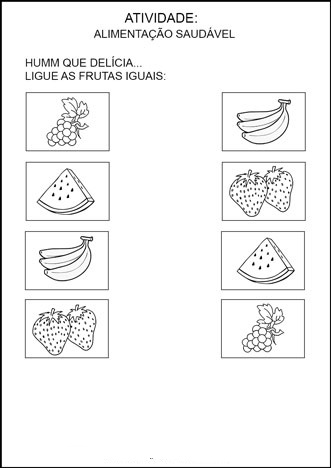 ATIVIDADE:
ALIMENTAÇÃO SAUDÁVEL
HUMM QUE DELÍCIA...
LIGUE AS FRUTAS IGUAIS: